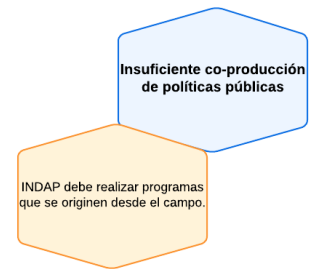 Insuficiente co-producción
de políticas públicas
INDAP debe realizar programas
que se originen desde el campo.